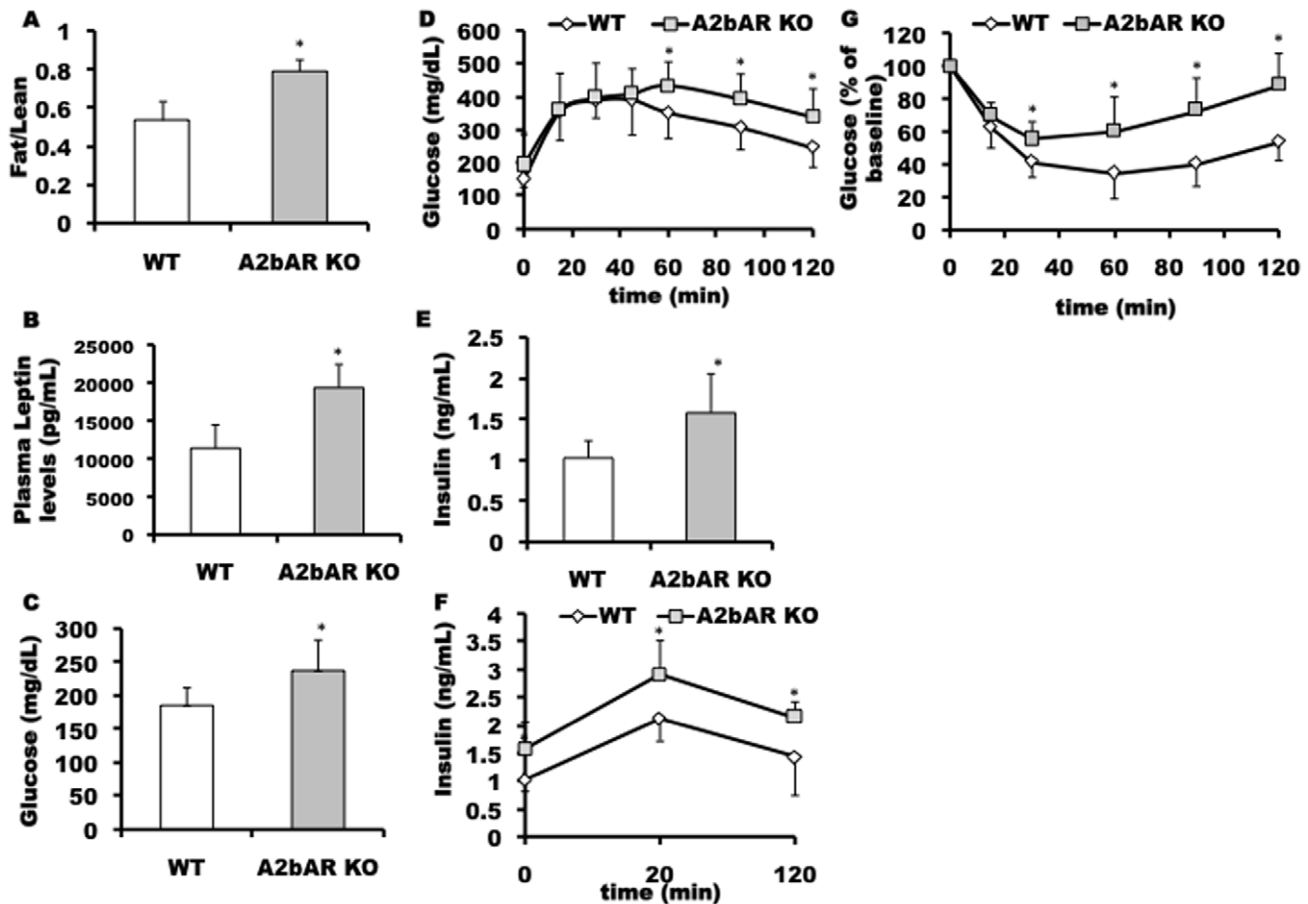 A
Fat/Lean
1
0.8
0.6
0.4
0.2
0
*
WT
A2bAR KO
B
Plasma Leptin
levels (pg/mL)
25000
20000
15000
10000
5000
0
*
WT
A2bAR KO
C
Glucose (mg/dL)
300
250
200
150
100
50
0
*
WT
A2bAR KO
D
WT
A2bAR KO
Glucose (mg/dL)
600
500
400
300
200
100
0
*
*
*
*
0 20 40 60 80 100 120
time (min)
E
Insulin (ng/mL)
2.5
2
1.5
1
0.5
0
*
WT
A2bAR KO
F
WT
A2bAR KO
Insulin (ng/mL)
4
3.5
3
2.5
2
1.5
1
0.5
0
*
*
*
0 20 120
time (min)
G
WT
A2bAR KO
Glucose (% of
baseline)
120
100
80
60
40
20
0
*
*
*
*
0 20 40 60 80 100 120
time (min)